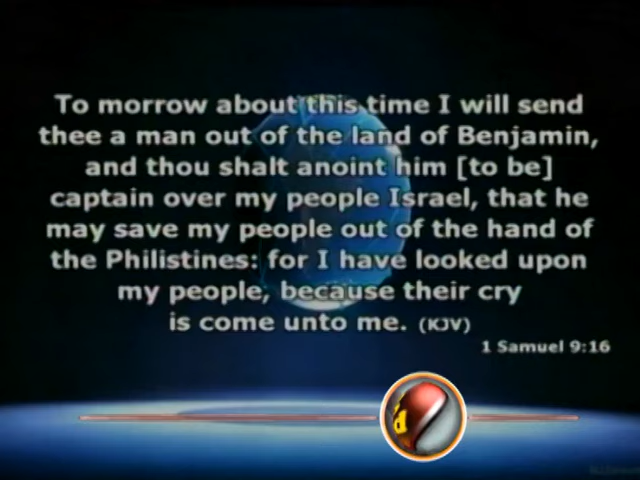 To morrow about this time I will send
thee a man out of the land of Benjamin,
and thou shalt anoint him [to be]
captain over my people Israel, that he
may save my people out of the hand of
the Philistines: for I have looked upon
my people, because their cry
is come unto me. (KJV)
1 Samuel 9:16